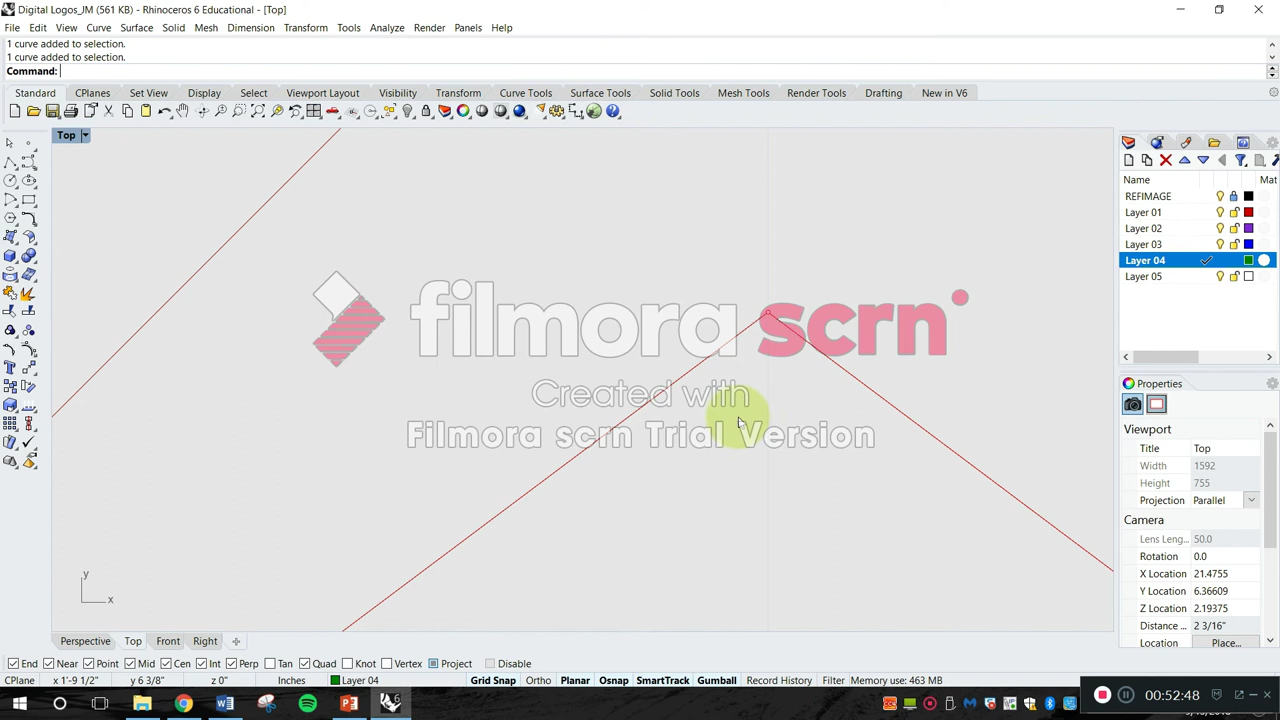 Digital Logos_JM (561 KB) - Rhinoceros 6 Educational - [Top]
File Edit View Curve Surface Solid Mesh Dimension Transform Tools Analyze Render Panels Help
1 curve added to selection.
1 curve added to selection.
Command:
Standard CPlanes Set View Display Select Viewport Layout Visibility Transform Curve Tools Surface Tools Solid Tools Mesh Tools Render Tools Drafting New in V6
Top
Name Mat
REFIMAGE
Layer 01
Layer 02
Layer 03
Layer 04
Layer 05
filmora scrn
Created with
Filmora scrn Trial Version
Properties
Viewport
Title Top
Width 1592
Height 755
Projection Parallel
Camera
Lens Leng... 50.0
Rotation 0.0
X Location 21.4755
Y Location 6.36609
Z Location 2.19375
Distance ... 2 3/16"
Location Place...
y
x
Perspective Top Front Right
End Near Point Mid Cen Int Perp Tan Quad Knot Vertex Project Disable
CPlane x 1'-9 1/2" y 6 3/8" z 0" Inches Layer 04 Grid Snap Ortho Planar Osnap SmartTrack Gumball Record History Filter Memory use: 463 MB
00:52:48